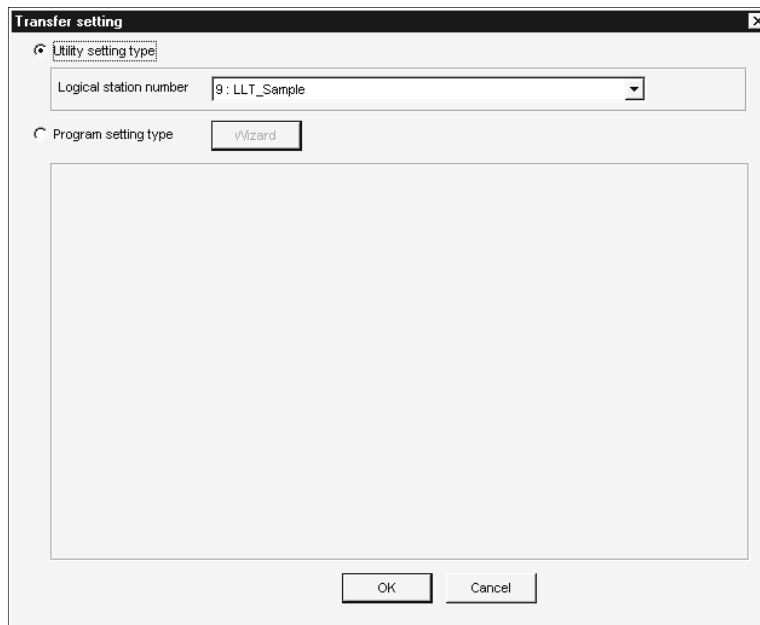 Transfer setting
Utility setting type
Logical station number 9 : LLT_Sample
Program setting type Wizard
OK Cancel